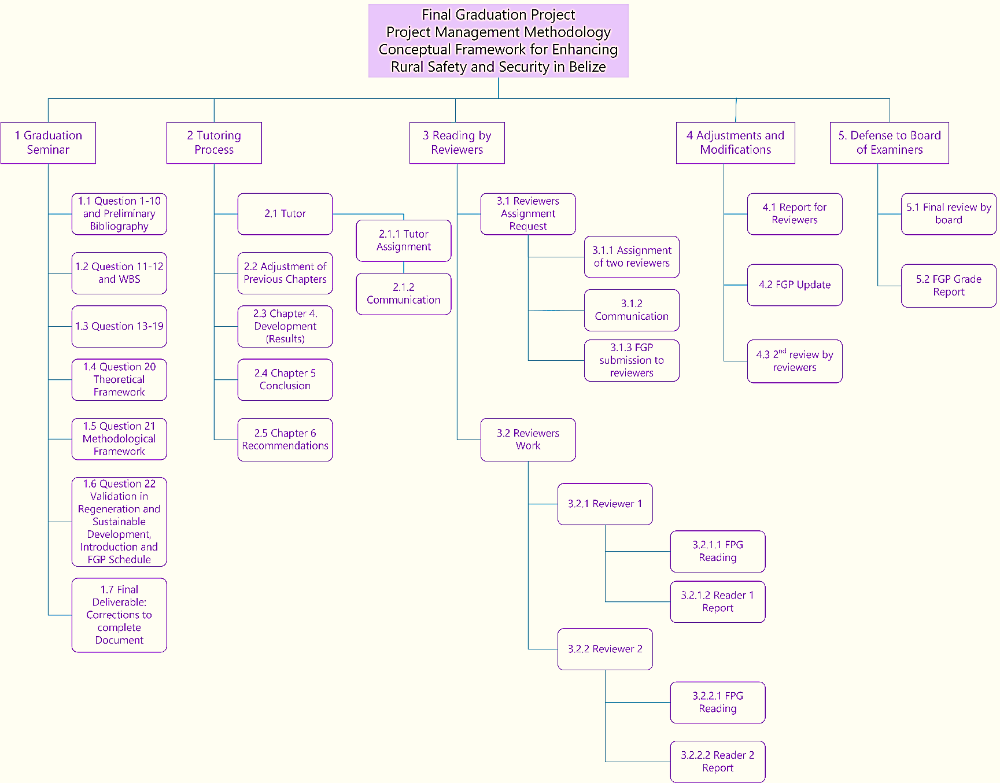 Final Graduation Project
Project Management Methodology
Conceptual Framework for Enhancing
Rural Safety and Security in Belize
1 Graduation
Seminar
1.1 Question 1-10
and Preliminary
Bibliography
1.2 Question 11-12
and WBS
1.3 Question 13-19
1.4 Question 20
Theoretical
Framework
1.5 Question 21
Methodological
Framework
1.6 Question 22
Validation in
Regeneration and
Sustainable
Development,
Introduction and
FGP Schedule
1.7 Final
Deliverable:
Corrections to
complete
Document
2 Tutoring
Process
2.1 Tutor
2.1.1 Tutor
Assignment
2.1.2
Communication
2.2 Adjustment of
Previous Chapters
2.3 Chapter 4.
Development
(Results)
2.4 Chapter 5
Conclusion
2.5 Chapter 6
Recommendations
3 Reading by
Reviewers
3.1 Reviewers
Assignment
Request
3.1.1 Assignment
of two reviewers
3.1.2
Communication
3.1.3 FGP
submission to
reviewers
3.2 Reviewers
Work
3.2.1 Reviewer 1
3.2.1.1 FPG
Reading
3.2.1.2 Reader 1
Report
3.2.2 Reviewer 2
3.2.2.1 FPG
Reading
3.2.2.2 Reader 2
Report
4 Adjustments and
Modifications
4.1 Report for
Reviewers
4.2 FGP Update
4.3 2nd review by
reviewers
5. Defense to Board
of Examiners
5.1 Final review by
board
5.2 FGP Grade
Report